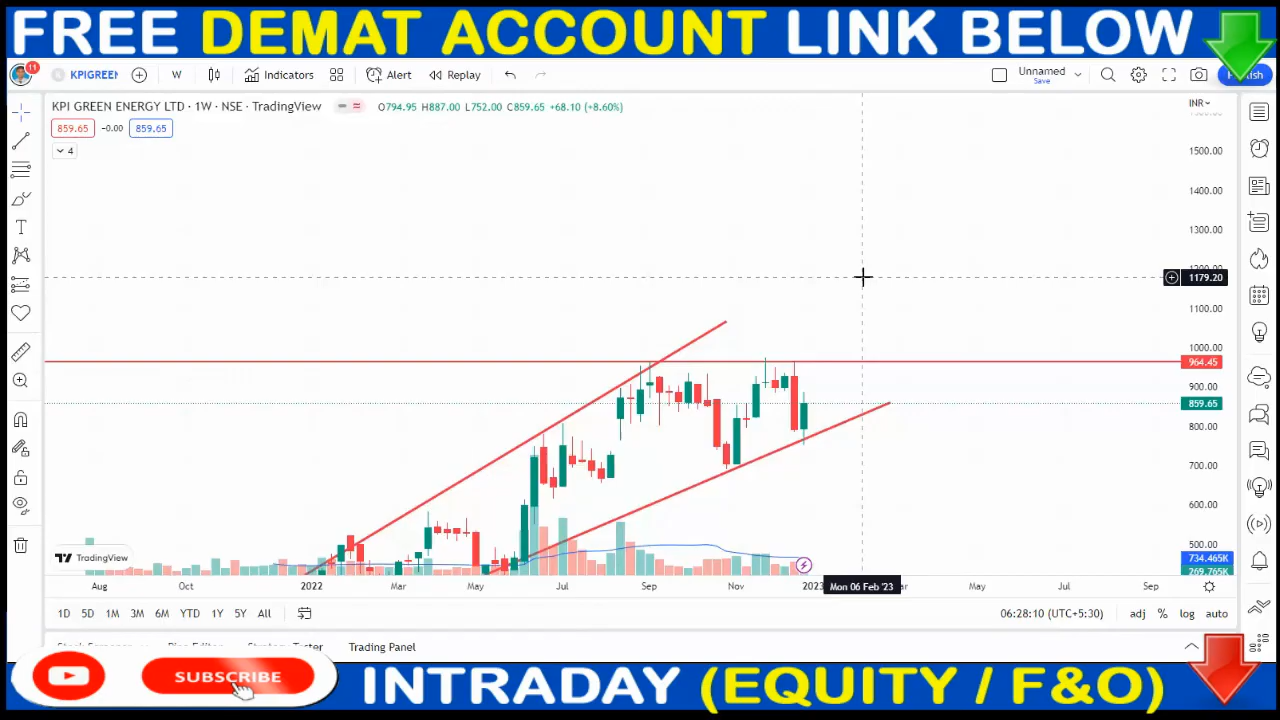 FREE DEMAT ACCOUNT LINK BELOW
11
KPIGREEN
W
Indicators
Alert
Replay
Unnamed
Save
Publish
KPI GREEN ENERGY LTD · 1W · NSE · TradingView
O794.95 H887.00 L752.00 C859.65 +68.10 (+8.60%)
INR
859.65 −0.00 859.65
4
1500.00
1400.00
1300.00
1179.20
1100.00
1000.00
964.45
900.00
859.65
800.00
700.00
600.00
500.00
734.465K
269.765K
TradingView
Aug Oct 2022 Mar May Jul Sep Nov 2023 Mon 06 Feb '23 May Jul Sep
1D 5D 1M 3M 6M YTD 1Y 5Y All
06:28:10 (UTC+5:30) adj % log auto
Trading Panel
SUBSCRIBE
INTRADAY (EQUITY / F&O)